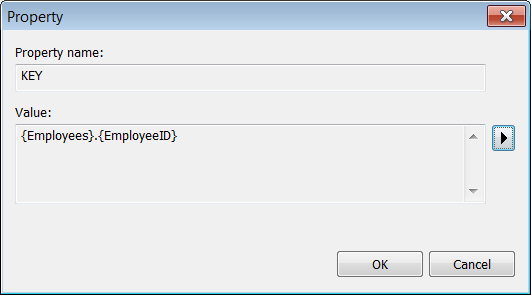 Property
Property name:
KEY
Value:
{Employees}.{EmployeeID}
OK
Cancel